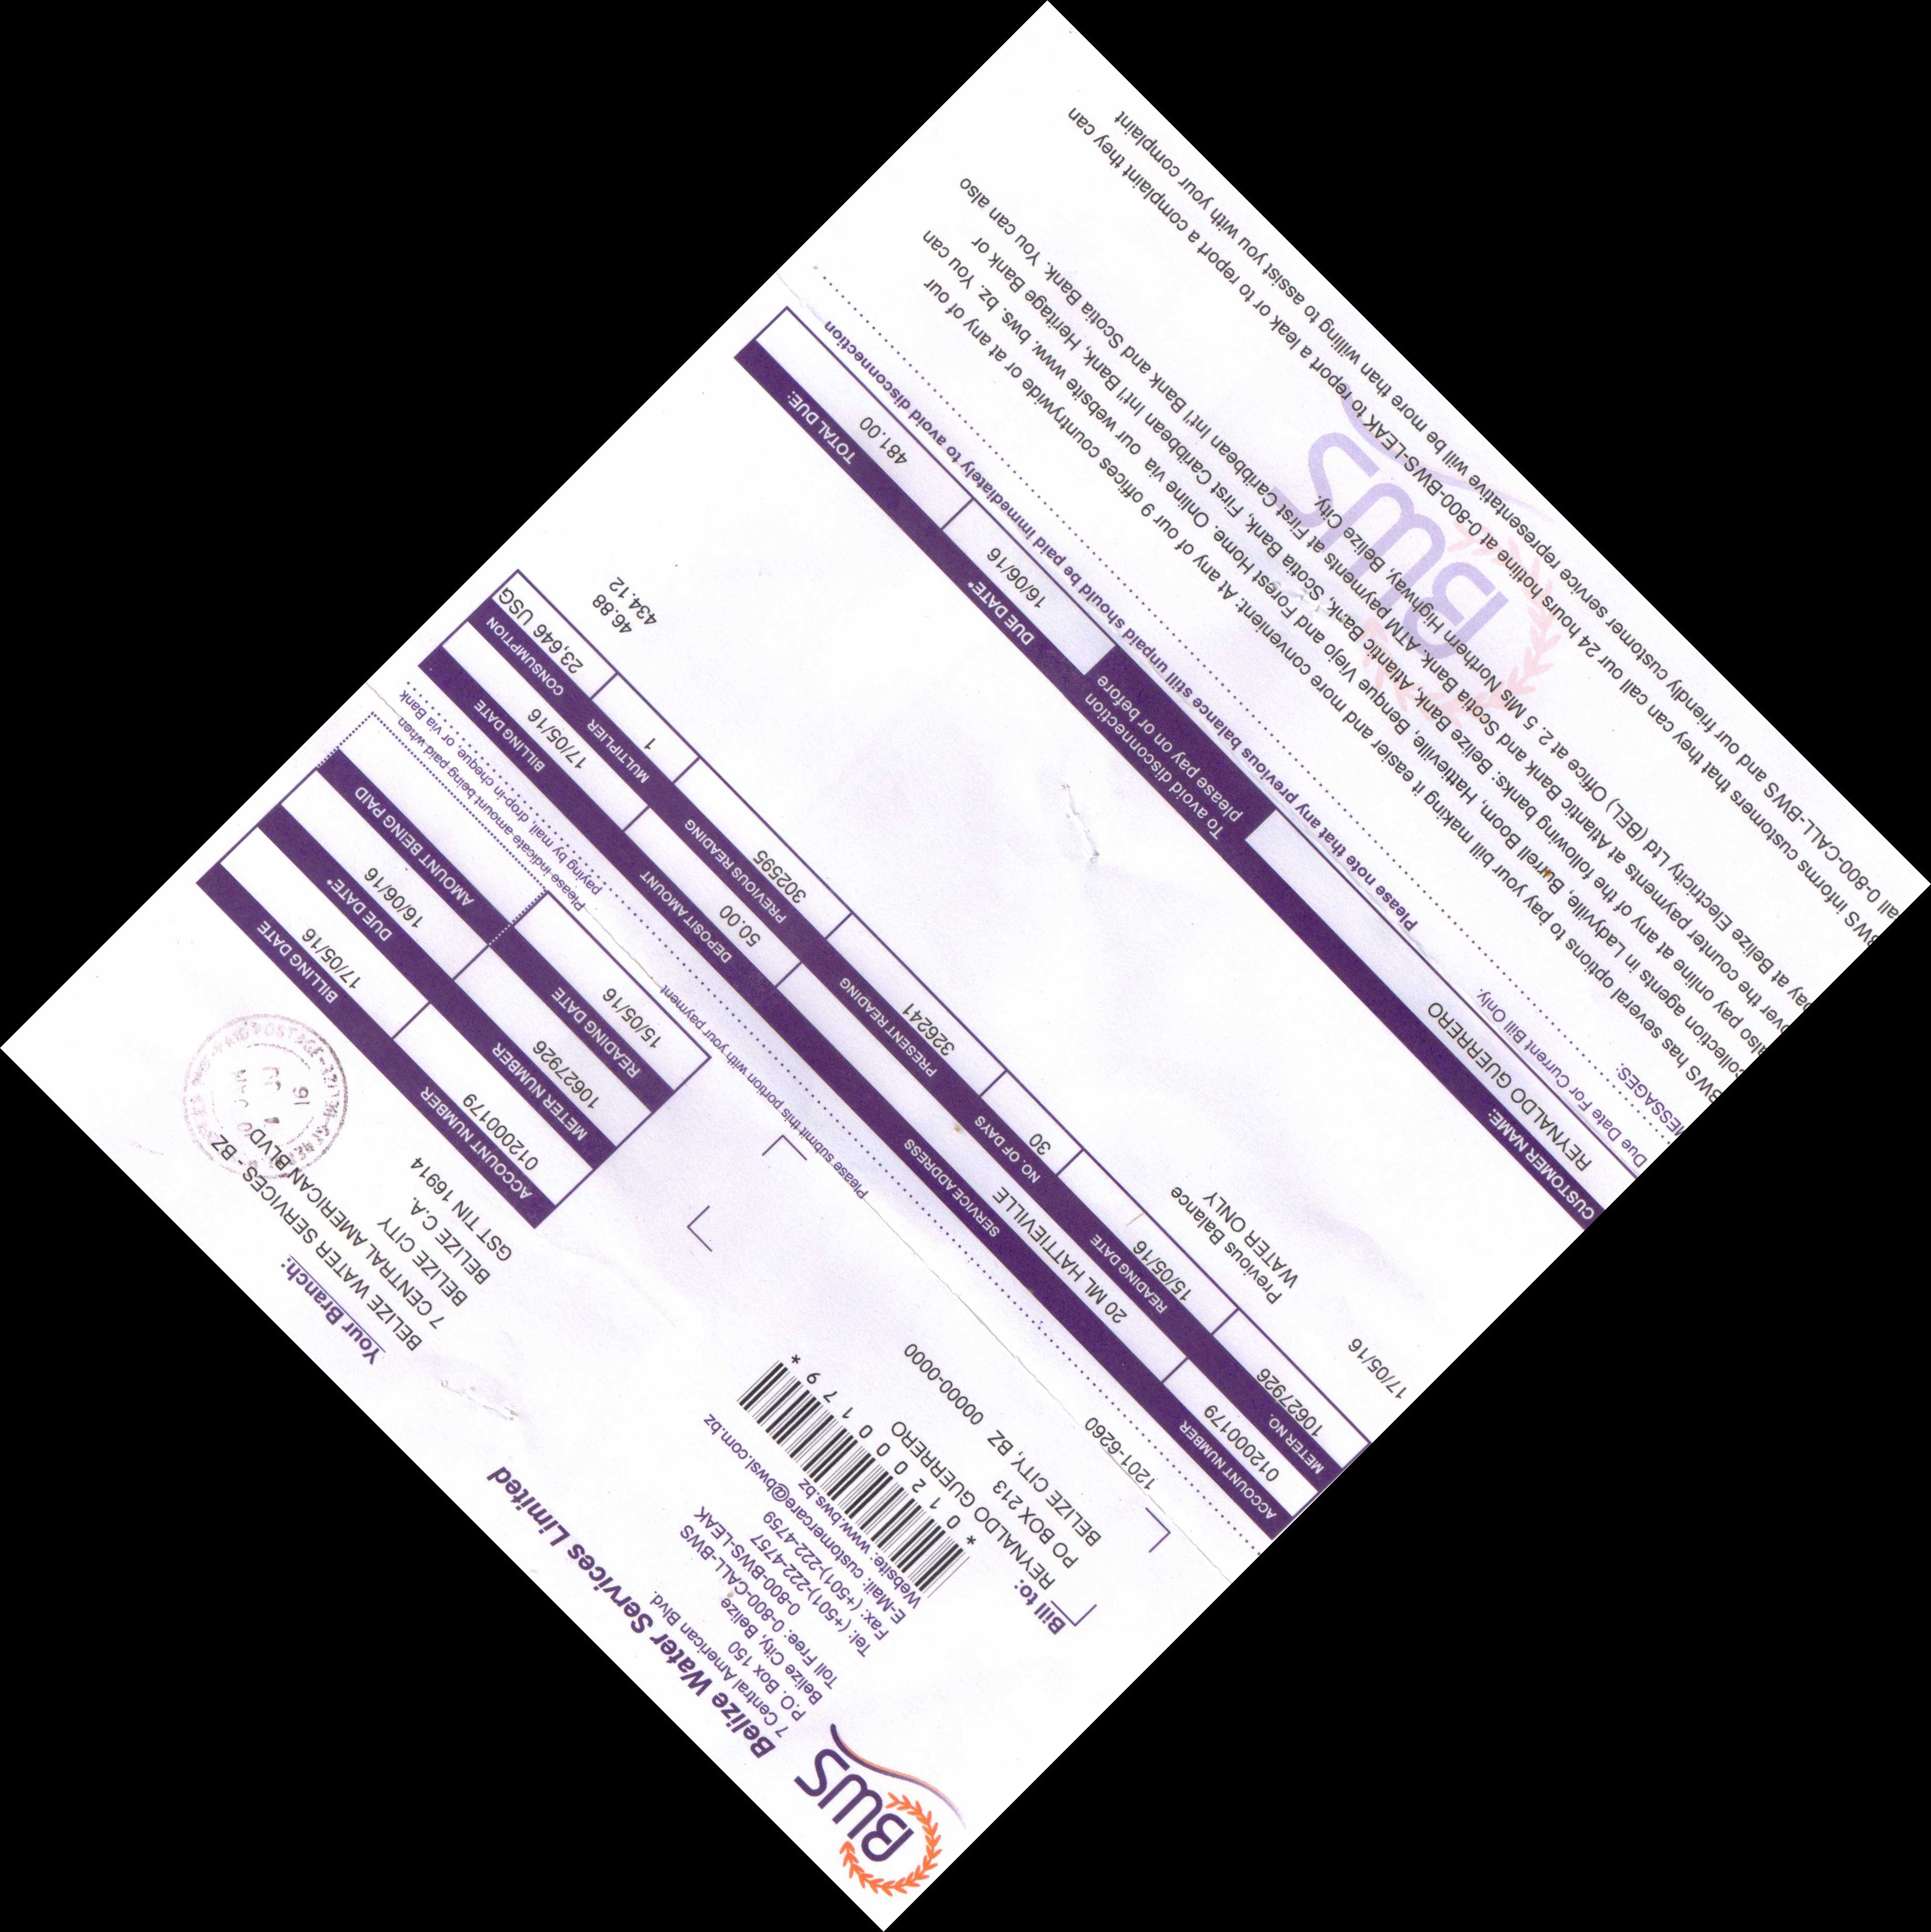 BWS
Belize Water Services Limited
7 Central American Blvd.
P.O. Box 150
Belize City, Belize
Toll Free: 0-800-CALL-BWS
0-800-BWS-LEAK
Tel: (+501)-222-4757
Fax: (+501)-222-4759
E-Mail: customercare@bwsl.com.bz
Website: www.bws.bz
*0 1 2 0 0 0 1 7 9 *
Your Branch:
BELIZE WATER SERVICES - BZ
7 CENTRAL AMERICAN BLVD
BELIZE CITY
BELIZE C.A.
GST TIN 16914
Bill to:
REYNALDO GUERRERO
PO BOX 213
BELIZE CITY, BZ 00000-0000
1201-6260
ACCOUNT NUMBER BILLING DATE
012000179 17/05/16
METER NUMBER DUE DATE*
10627926 16/06/16
READING DATE AMOUNT BEING PAID
15/05/16
Please indicate amount being paid when
paying by mail, drop-in cheque, or via Bank
Please submit this portion with your payment
ACCOUNT NUMBER SERVICE ADDRESS DEPOSIT AMOUNT BILLING DATE
012000179 20 ML HATTIEVILLE 50.00 17/05/16
METER NO. READING DATE NO. OF DAYS PRESENT READING PREVIOUS READING MULTIPLIER CONSUMPTION
10627926 15/05/16 30 326241 302595 1 23,646 USG
Previous Balance 46.88
17/05/16 WATER ONLY 434.12
CUSTOMER NAME: To avoid disconnection please pay on or before DUE DATE* TOTAL DUE:
REYNALDO GUERRERO 16/06/16 481.00
Due Date For Current Bill Only. Please note that any previous balance still unpaid should be paid immediately to avoid disconnection
ESSAGES:
BWS has several options to pay your bill making it easier and more convenient. At any of our 9 offices countrywide or at any of our
collection agents in Ladyville, Burrell Boom, Hattieville, Benque Viejo and Forest Home. Online via our website www. bws. bz. You can
also pay online at any of the following banks: Belize Bank, Atlantic Bank, Scotia Bank, First Caribbean Int'l Bank, Heritage Bank or
over the counter payments at Atlantic Bank and Scotia Bank. ATM payments at First Caribbean Int'l Bank and Scotia Bank. You can also
pay at Belize Electricity Ltd (BEL) Office at 2. 5 Mls Northern Highway, Belize City.
BWS informs customers that they can call our 24 hours hotline at 0-800-BWS-LEAK to report a leak or to report a complaint they can
all 0-800-CALL-BWS and our friendly customer service representative will be more than willing to assist you with your complaint
BWS